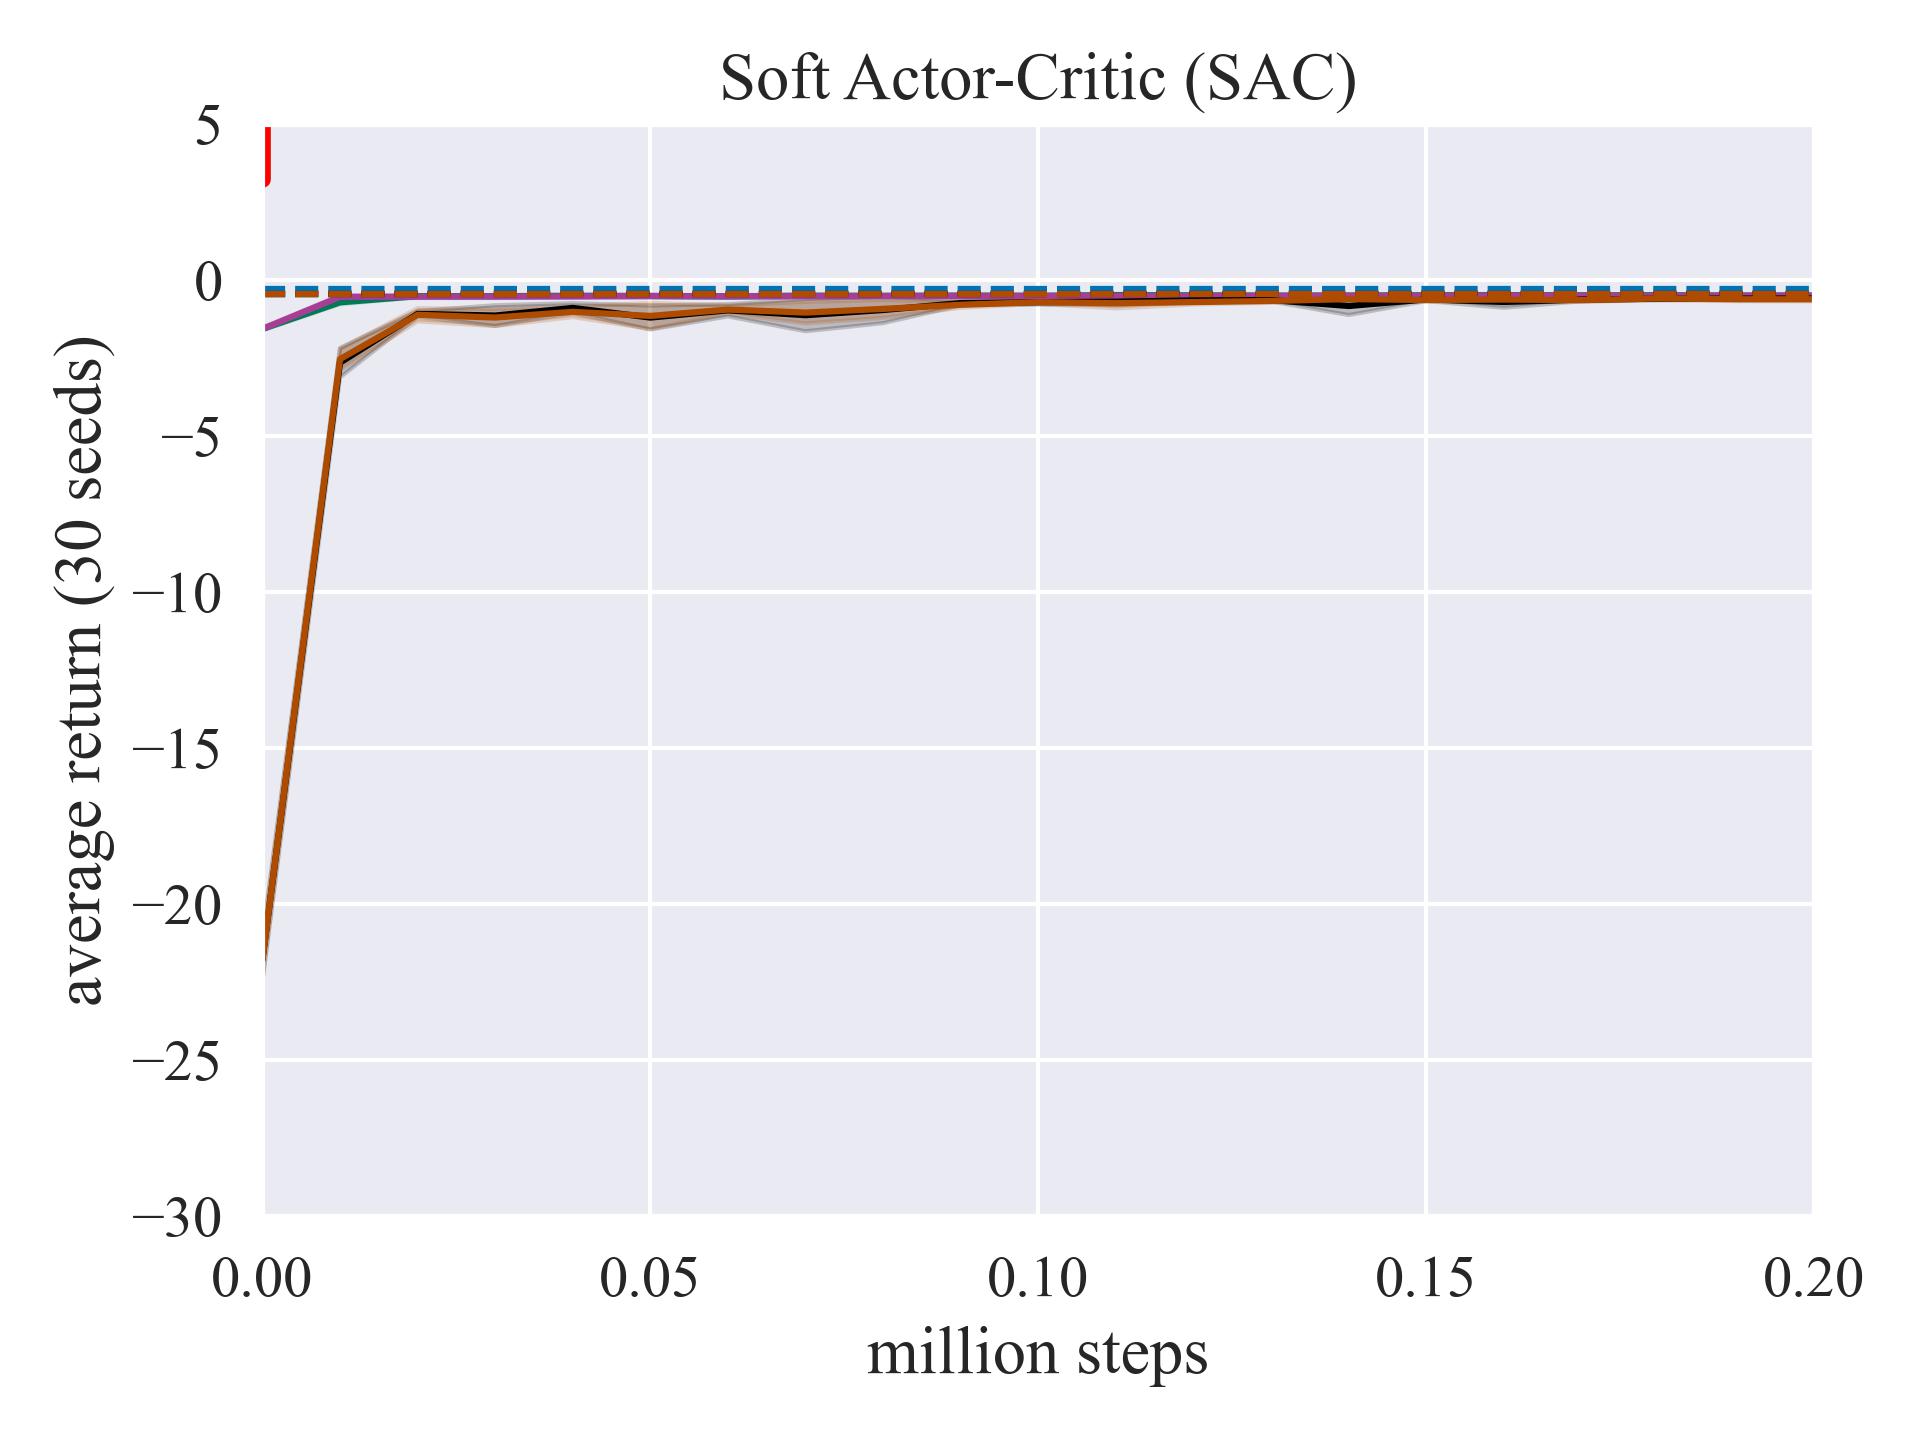 Soft Actor-Critic (SAC)
5
0
−5
−10
−15
−20
−25
−30
average return (30 seeds)
0.00 0.05 0.10 0.15 0.20
million steps